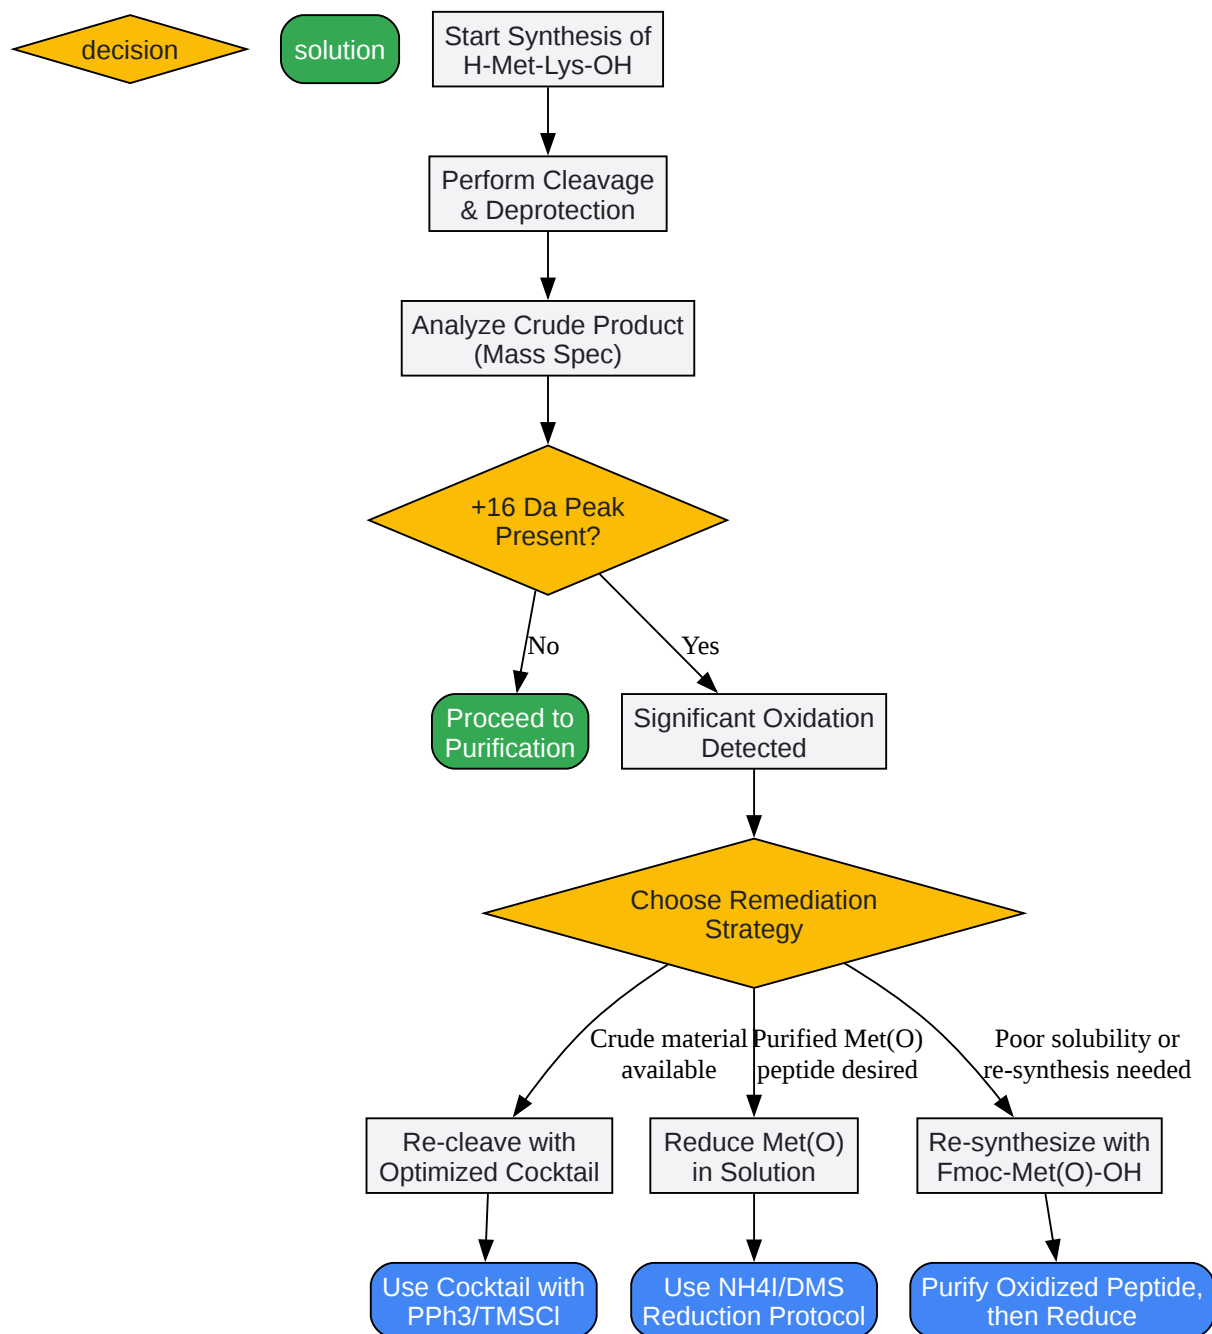 decision
solution
Start Synthesis of
H-Met-Lys-OH
Perform Cleavage
& Deprotection
Analyze Crude Product
(Mass Spec)
+16 Da Peak
Present?
No
Yes
Proceed to
Purification
Significant Oxidation
Detected
Choose Remediation
Strategy
Crude material
available
Purified Met(O)
peptide desired
Poor solubility or
re-synthesis needed
Re-cleave with
Optimized Cocktail
Reduce Met(O)
in Solution
Re-synthesize with
Fmoc-Met(O)-OH
Use Cocktail with
PPh3/TMSCl
Use NH4I/DMS
Reduction Protocol
Purify Oxidized Peptide,
then Reduce